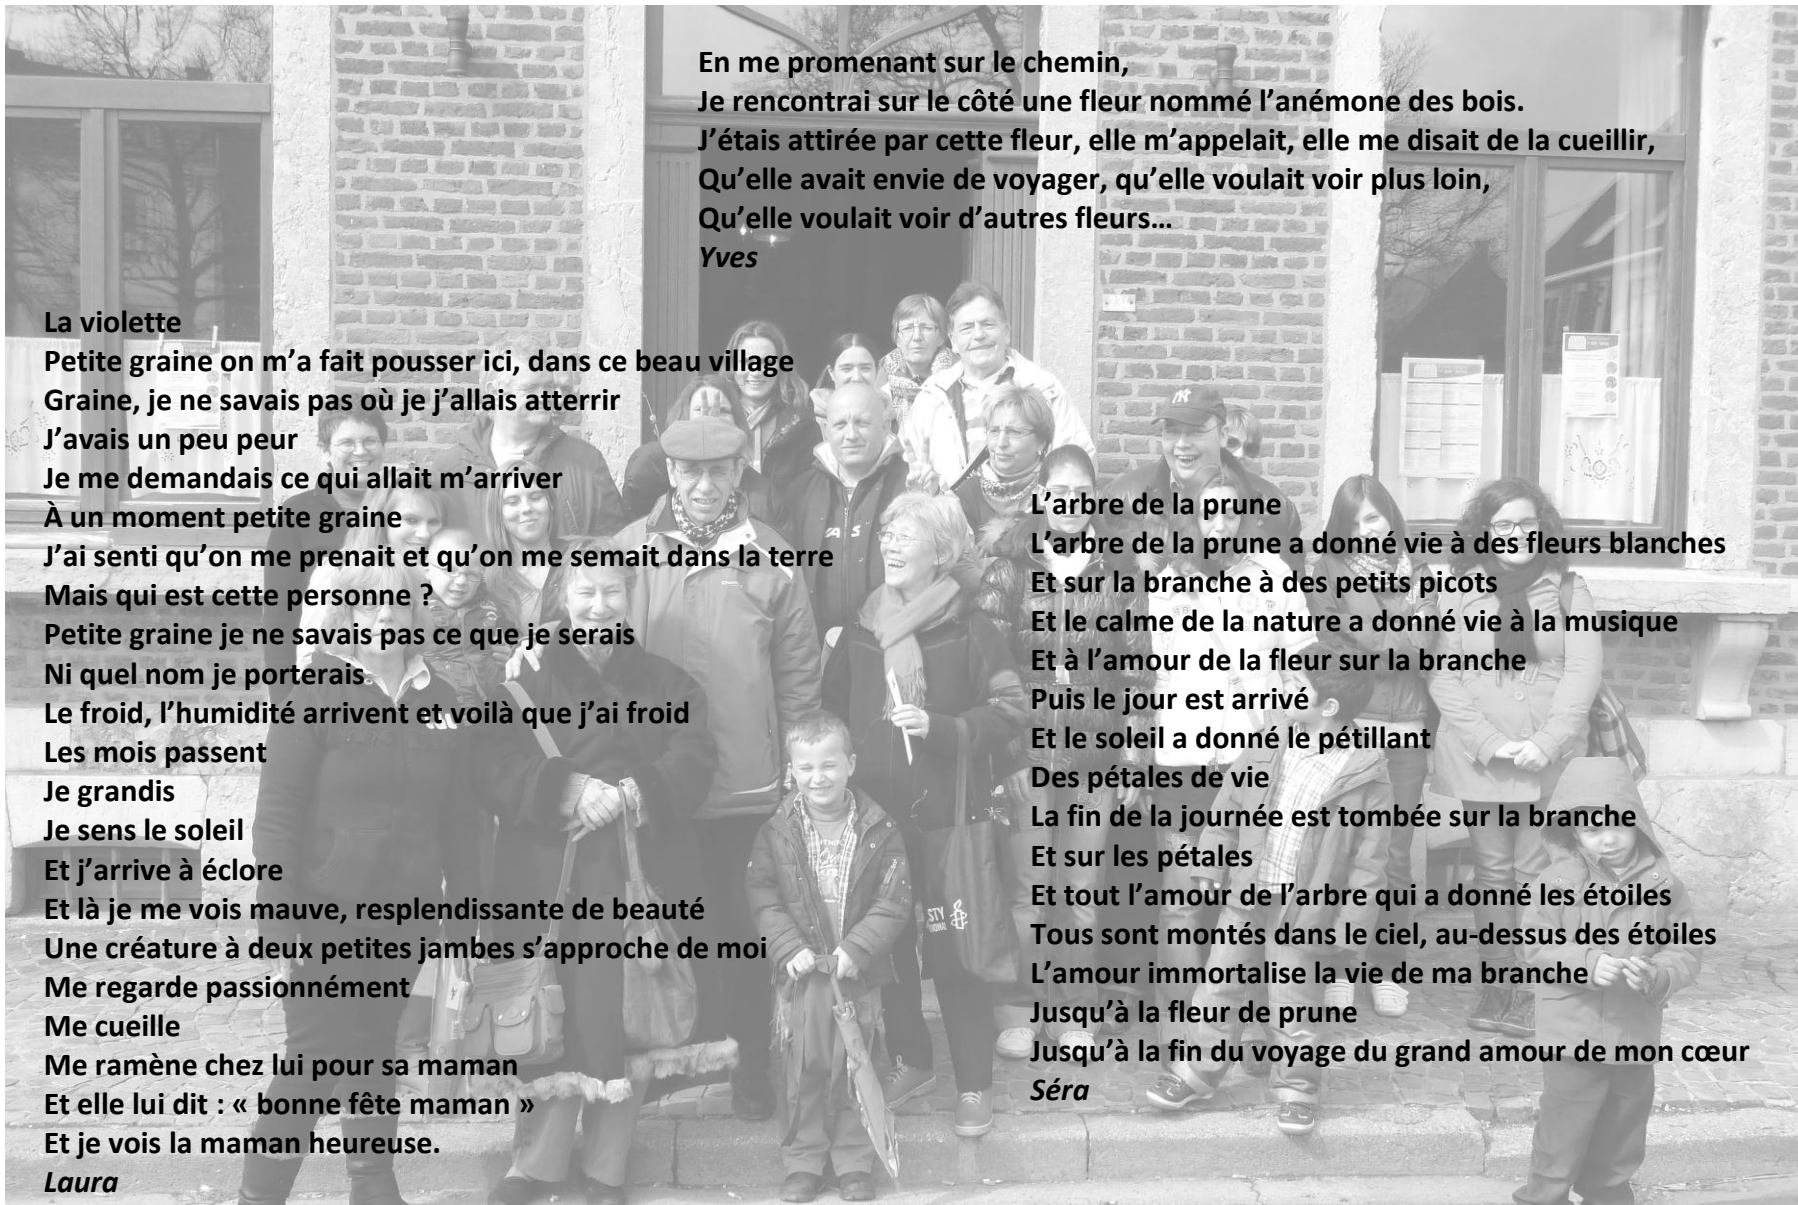 En me promenant sur le chemin,
Je rencontrai sur le côté une fleur nommé l’anémone des bois.
J’étais attirée par cette fleur, elle m’appelait, elle me disait de la cueillir,
Qu’elle avait envie de voyager, qu’elle voulait voir plus loin,
Qu’elle voulait voir d’autres fleurs…
Yves
La violette
Petite graine on m’a fait pousser ici, dans ce beau village
Graine, je ne savais pas où je j’allais atterrir
J’avais un peu peur
Je me demandais ce qui allait m’arriver
À un moment petite graine
J’ai senti qu’on me prenait et qu’on me semait dans la terre
Mais qui est cette personne ?
Petite graine je ne savais pas ce que je serais
Ni quel nom je porterais
Le froid, l’humidité arrivent et voilà que j’ai froid
Les mois passent
Je grandis
Je sens le soleil
Et j’arrive à éclore
Et là je me vois mauve, resplendissante de beauté
Une créature à deux petites jambes s’approche de moi
Me regarde passionnément
Me cueille
Me ramène chez lui pour sa maman
Et elle lui dit : « bonne fête maman »
Et je vois la maman heureuse.
Laura
L’arbre de la prune
L’arbre de la prune a donné vie à des fleurs blanches
Et sur la branche à des petits picots
Et le calme de la nature a donné vie à la musique
Et à l’amour de la fleur sur la branche
Puis le jour est arrivé
Et le soleil a donné le pétillant
Des pétales de vie
La fin de la journée est tombée sur la branche
Et sur les pétales
Et tout l’amour de l’arbre qui a donné les étoiles
Tous sont montés dans le ciel, au-dessus des étoiles
L’amour immortalise la vie de ma branche
Jusqu’à la fleur de prune
Jusqu’à la fin du voyage du grand amour de mon cœur
Séra